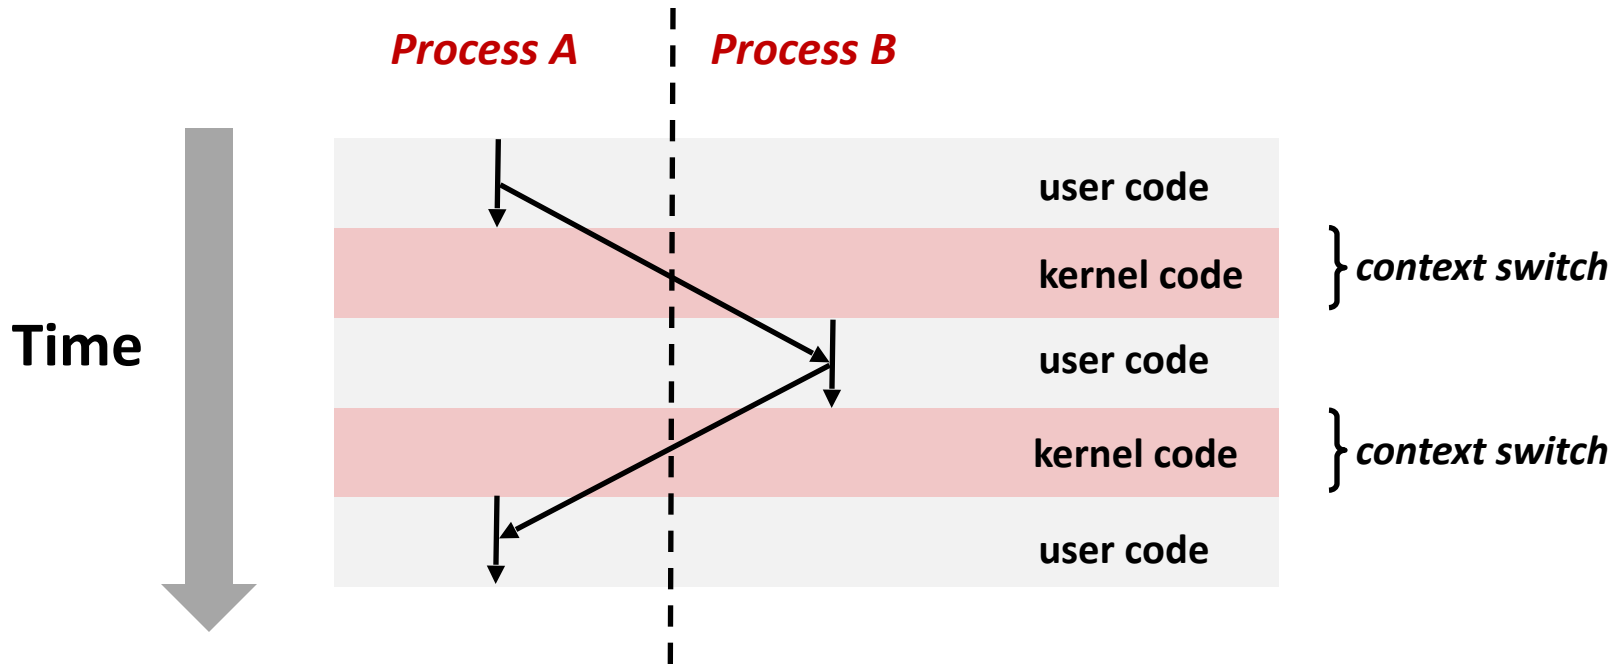 Process A
Process B
user code
kernel code
context switch
Time
user code
kernel code
context switch
user code